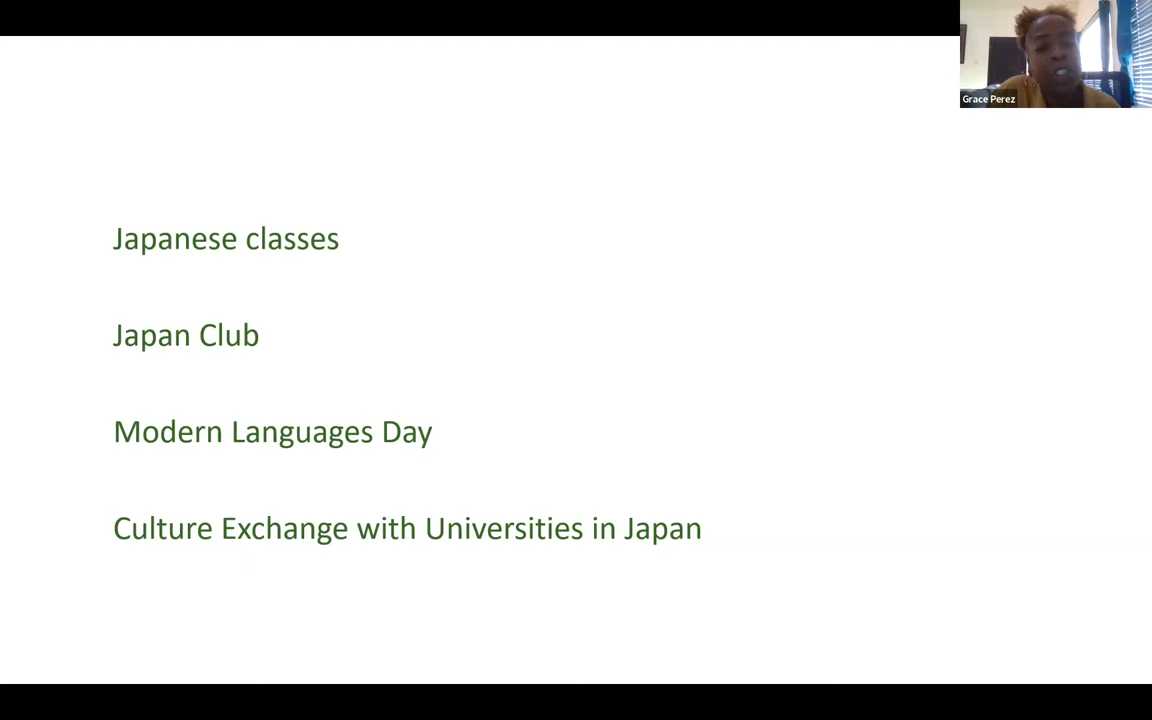 Grace Perez
Japanese classes
Japan Club
Modern Languages Day
Culture Exchange with Universities in Japan